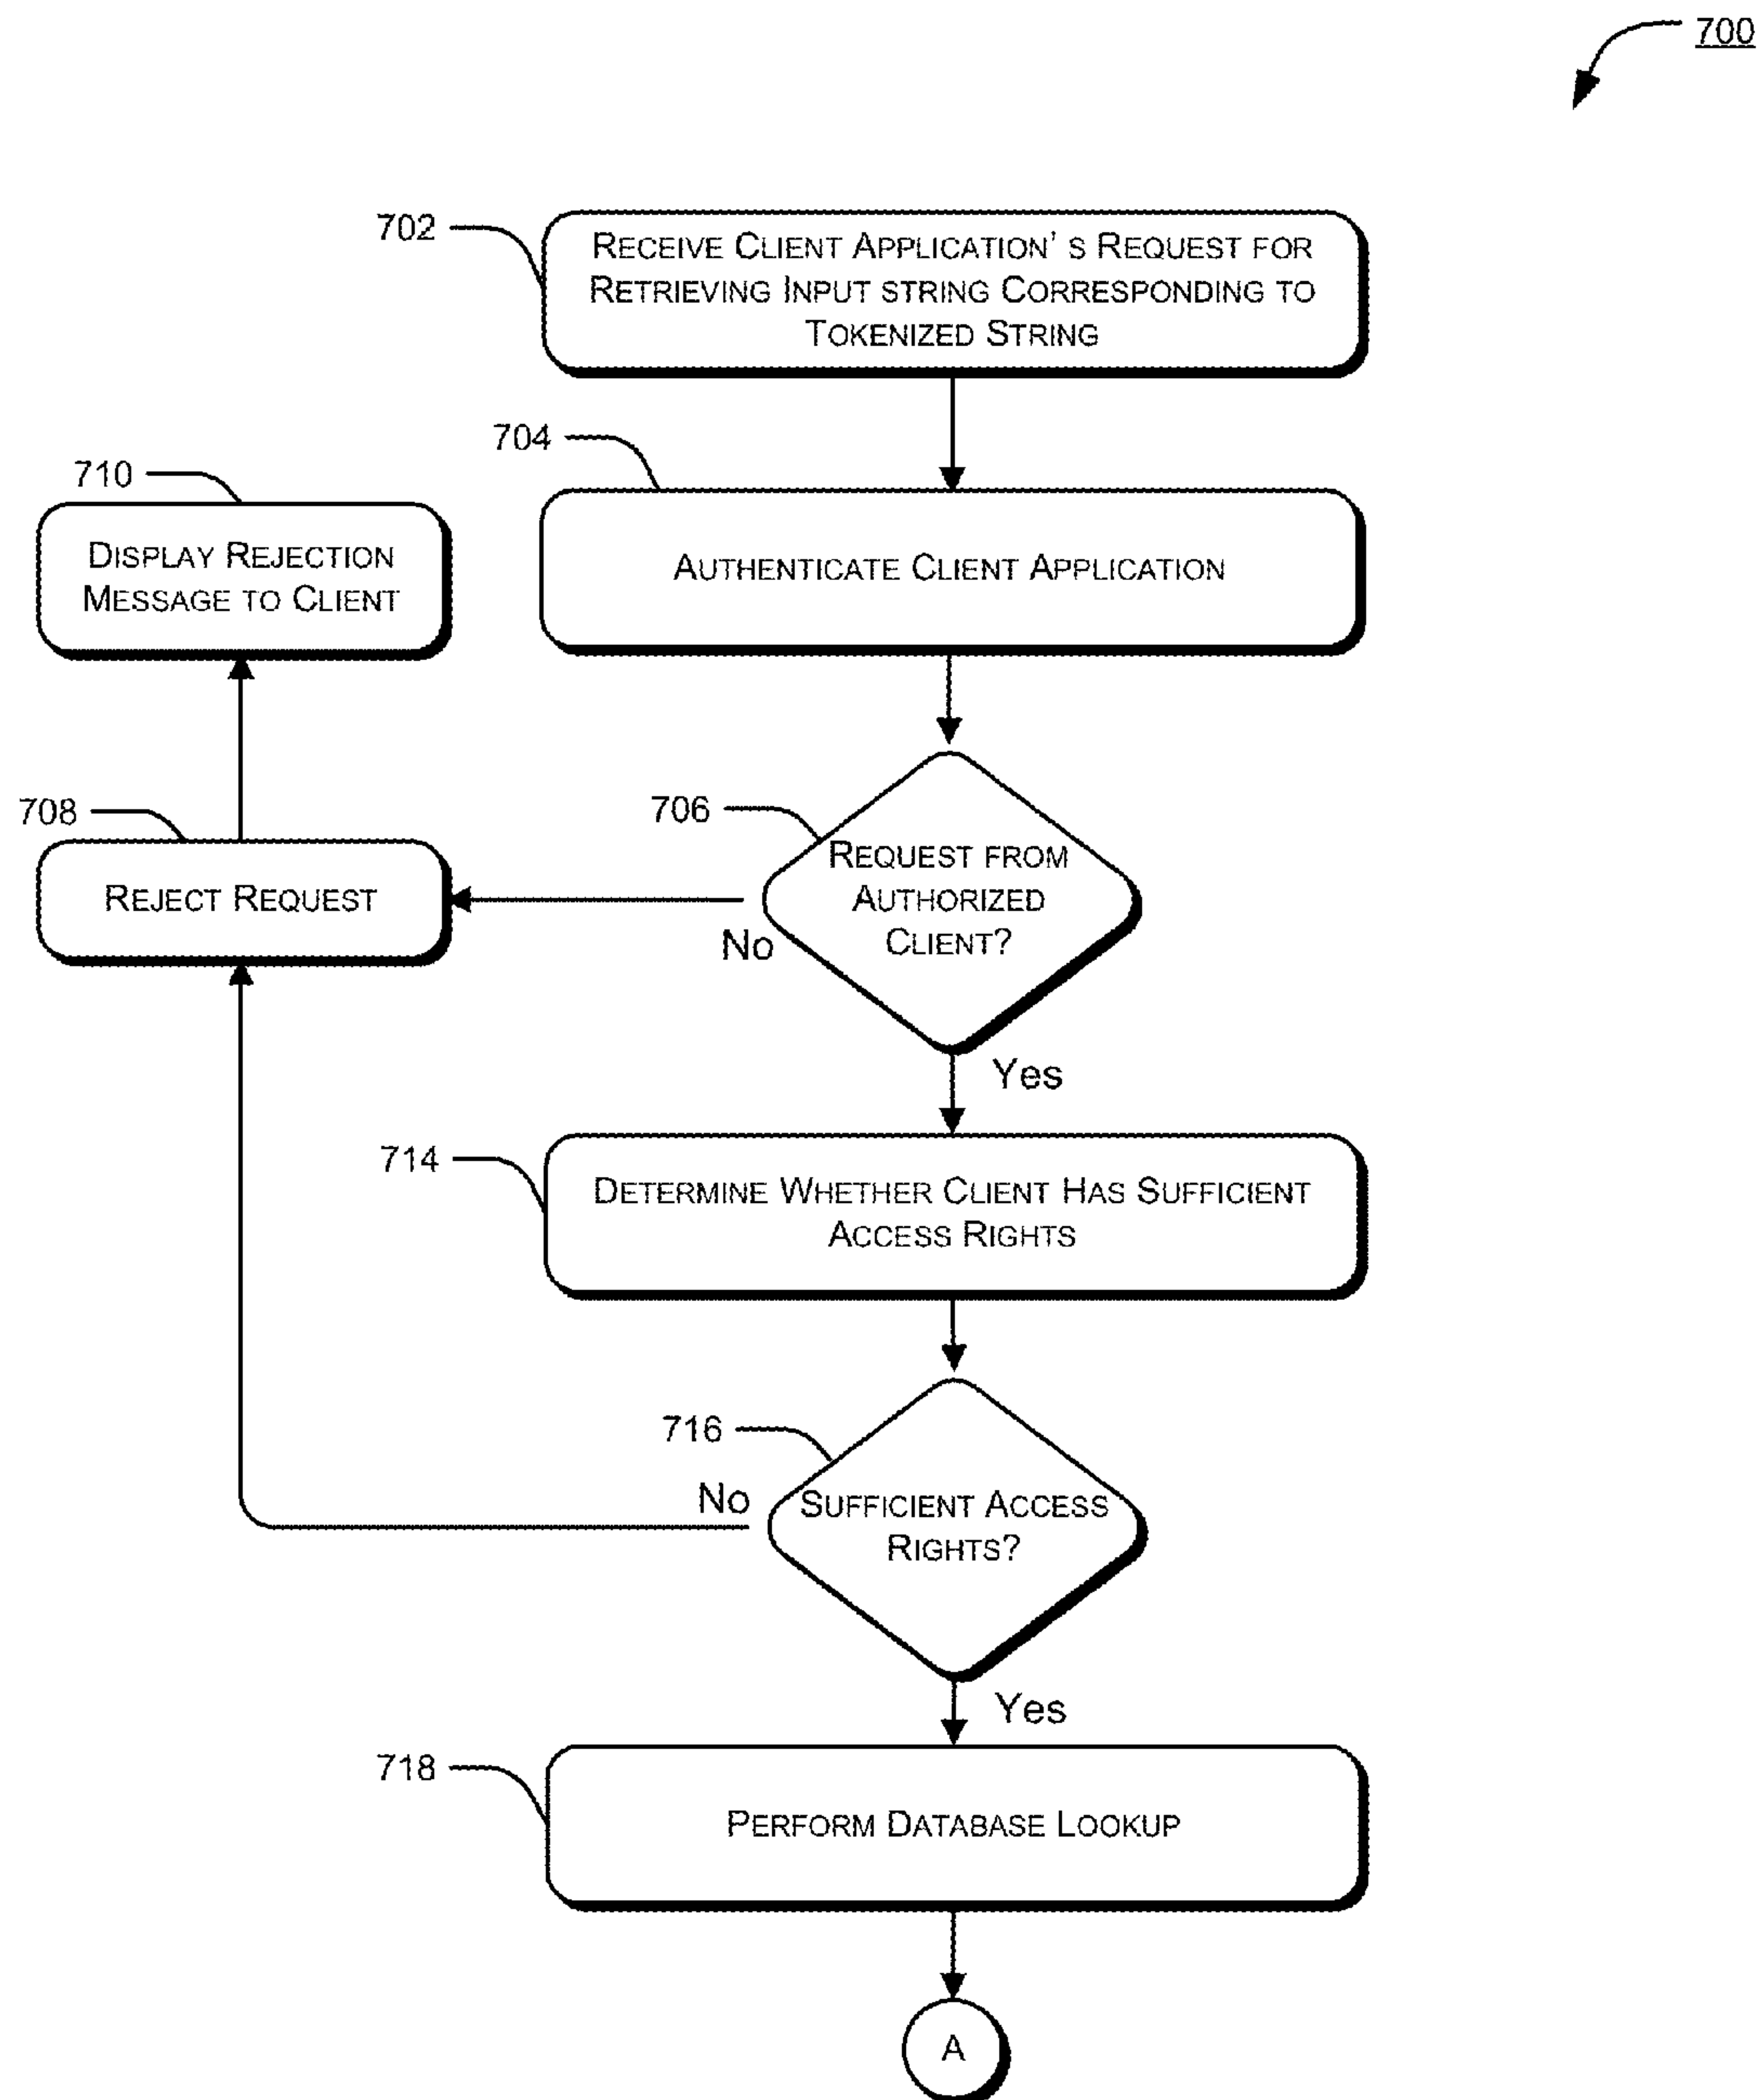 700
702
RECEIVE CLIENT APPLICATION' S REQUEST FOR
RETRIEVING INPUT STRING CORRESPONDING TO
TOKENIZED STRING
704
AUTHENTICATE CLIENT APPLICATION
710
DISPLAY REJECTION
MESSAGE TO CLIENT
706
REQUEST FROM
AUTHORIZED
CLIENT?
No
708
REJECT REQUEST
Yes
714
DETERMINE WHETHER CLIENT HAS SUFFICIENT
ACCESS RIGHTS
716
SUFFICIENT ACCESS
RIGHTS?
No
Yes
718
PERFORM DATABASE LOOKUP
A